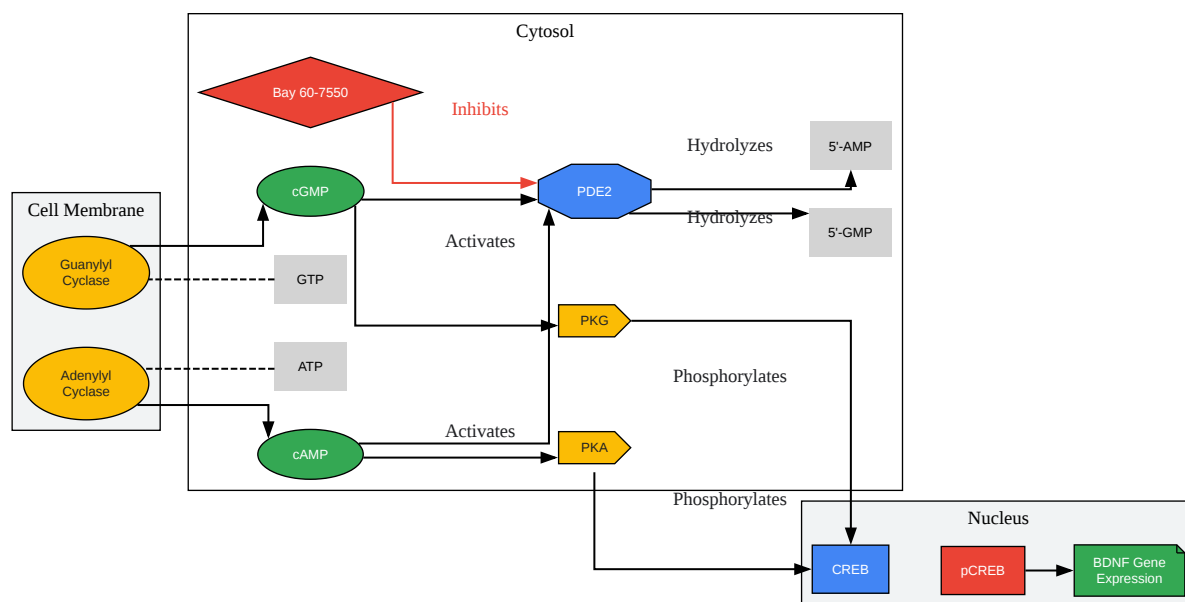 Cytosol
Bay 60-7550
Inhibits
Hydrolyzes
5'-AMP
cGMP
PDE2
Cell Membrane
Hydrolyzes
5'-GMP
Activates
Guanylyl
Cyclase
GTP
PKG
ATP
Adenylyl
Cyclase
Phosphorylates
Activates
PKA
cAMP
Phosphorylates
Nucleus
CREB
pCREB
BDNF Gene
Expression